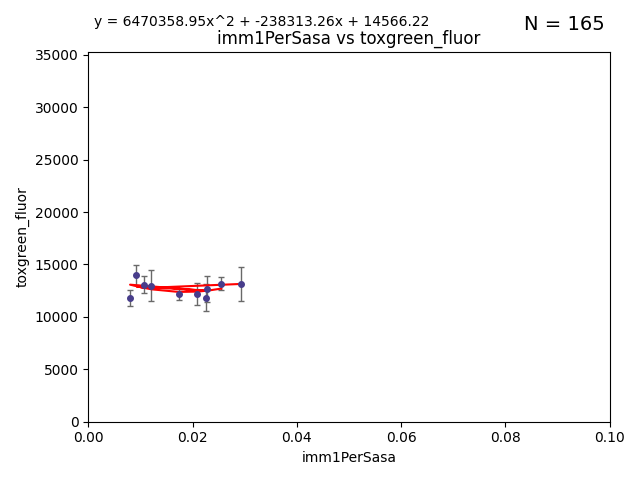 y = 6470358.95x^2 + -238313.26x + 14566.22
N = 165
imm1PerSasa vs toxgreen_fluor
35000
30000
25000
20000
15000
10000
5000
0
toxgreen_fluor
0.00 0.02 0.04 0.06 0.08 0.10
imm1PerSasa